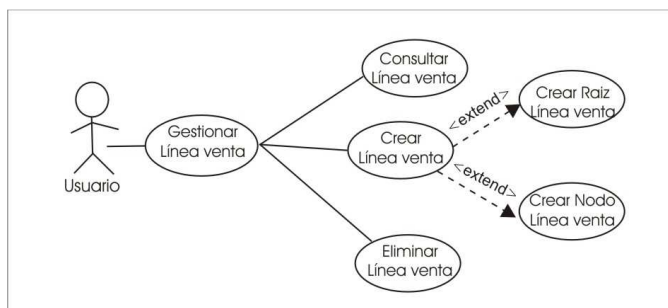 Consultar
Línea venta
Crear Raiz
Línea venta
<extend>
Gestionar
Línea venta
Crear
Línea venta
<extend>
Usuario
Crear Nodo
Línea venta
Eliminar
Línea venta